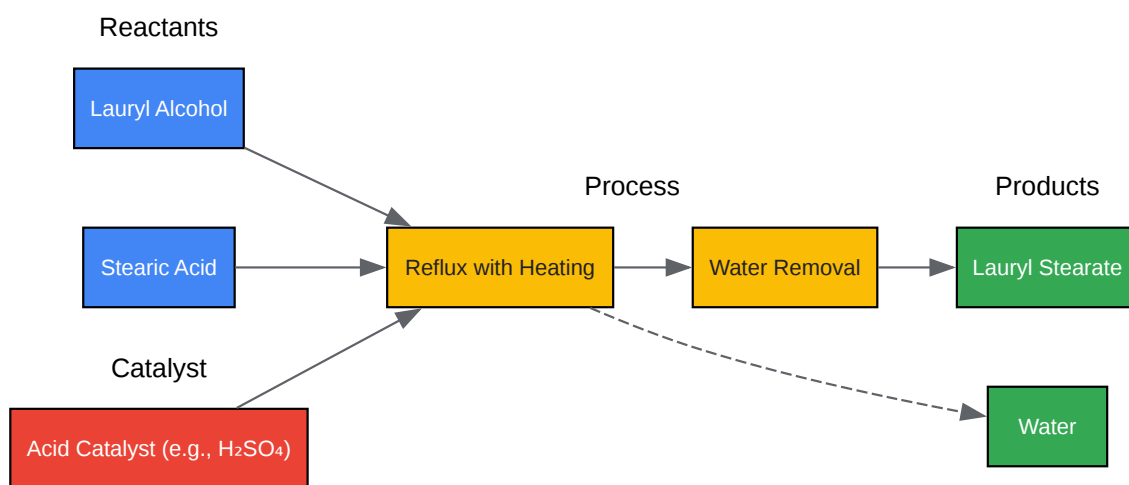 Reactants
Lauryl Alcohol
Process
Products
Stearic Acid
Reflux with Heating
Water Removal
Lauryl Stearate
Catalyst
Acid Catalyst (e.g., H₂SO₄)
Water